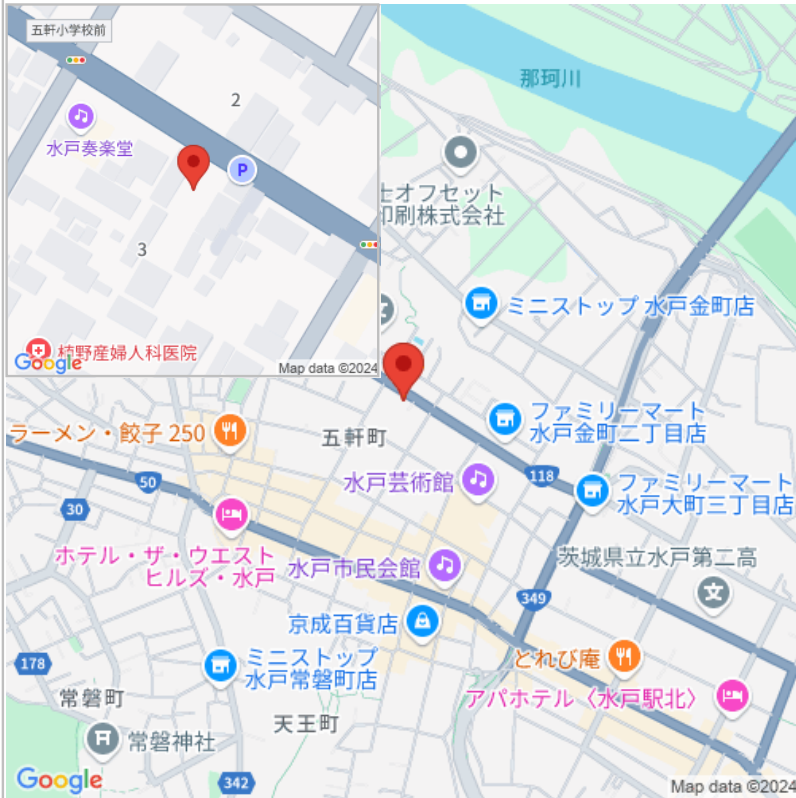 五軒小学校前
2
水戸奏楽堂
P
3
Google
Map data ©2024
那珂川
オフセット
印刷株式会社
ミニストップ 水戸金町店
ファミリーマート
水戸金町二丁目店
ラーメン・餃子 250
五軒町
水戸芸術館
118
ファミリーマート
水戸大町三丁目店
50
30
ホテル・ザ・ウエスト
ヒルズ・水戸
水戸市民会館
茨城県立水戸第二高
文
349
京成百貨店
とれび庵
178
ミニストップ
水戸常磐町店
アパホテル〈水戸駅北〉
常磐町
天王町
常磐神社
342
Google
Map data ©2024